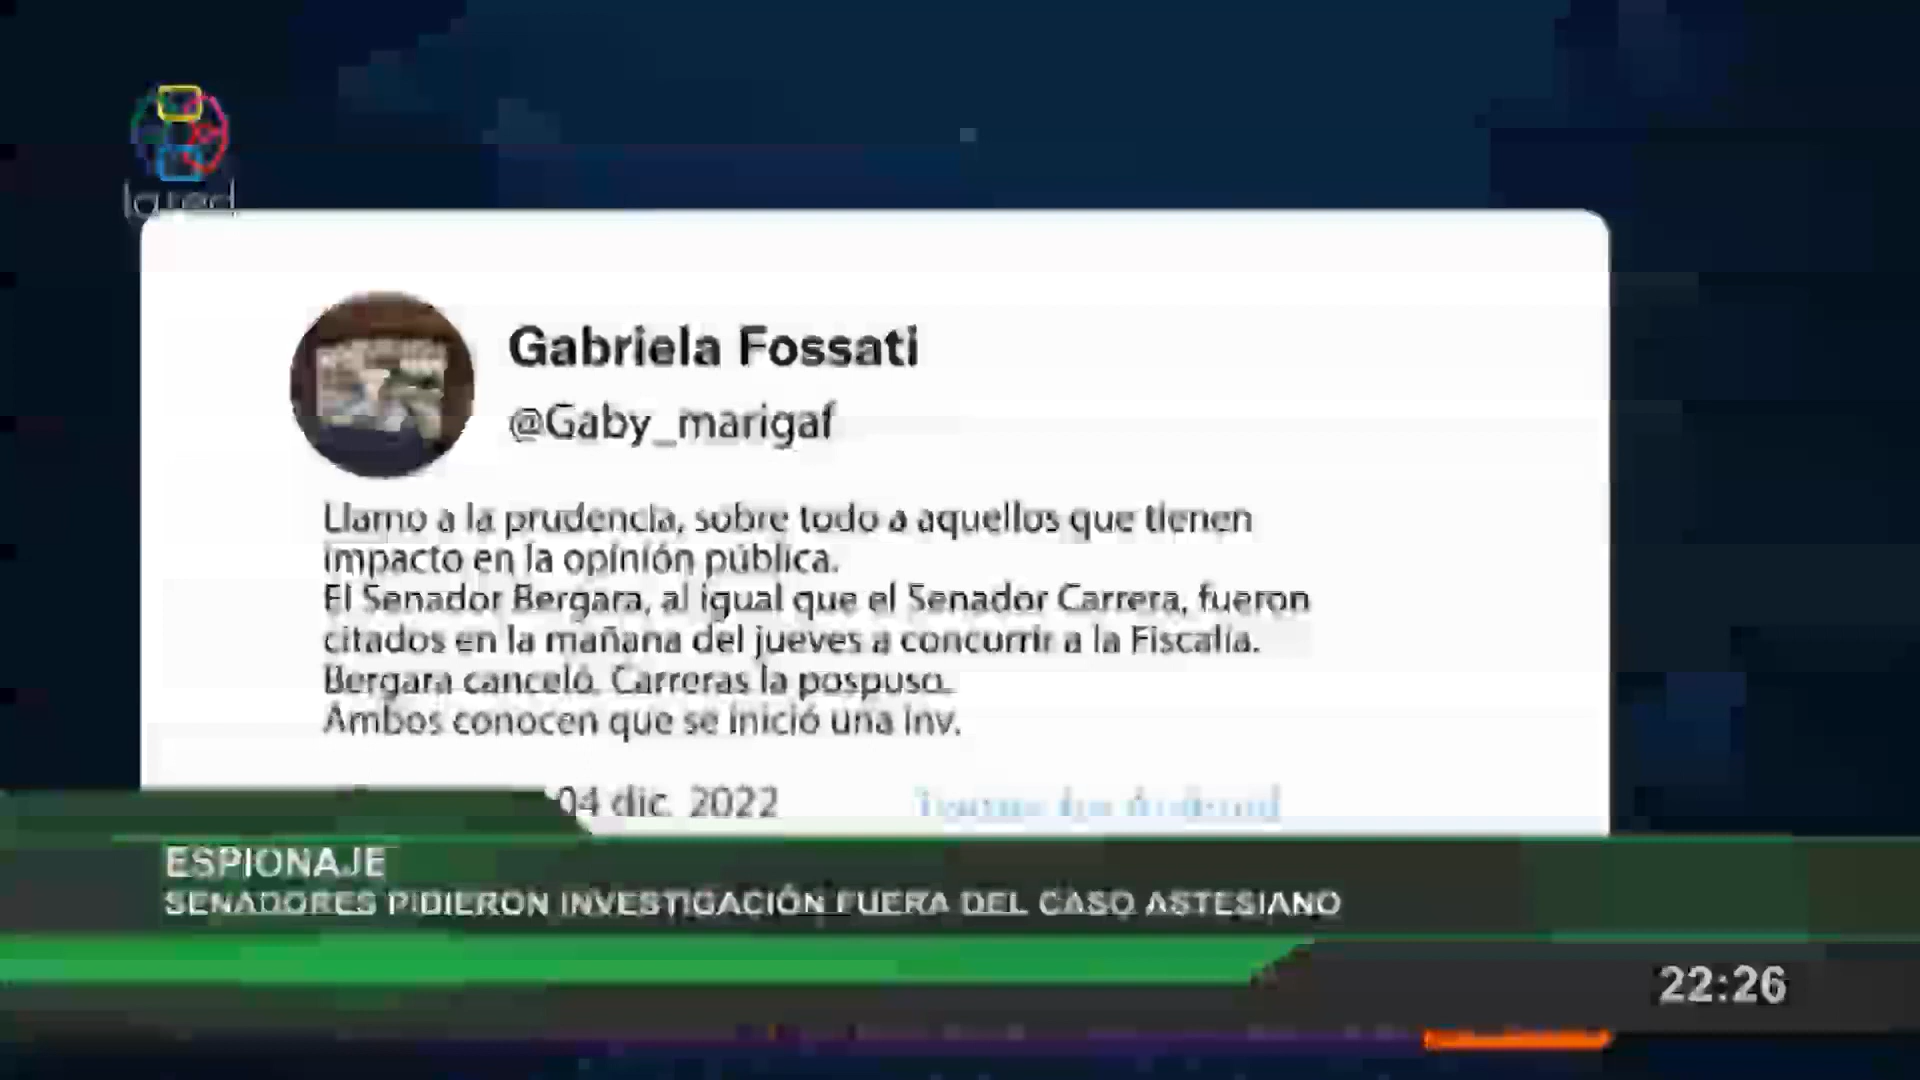 la red
Gabriela Fossati
@Gaby_marigaf
Llamo a la prudencia, sobre todo a aquellos que tienen
impacto en la opinión pública.
El Senador Bergara, al igual que el Senador Carrera, fueron
citados en la mañana del jueves a concurrir a la Fiscalía.
Bergara canceló. Carreras la pospuso.
Ambos conocen que se inició una inv.
04 dic. 2022
Twitter for Android
ESPIONAJE
SENADORES PIDIERON INVESTIGACIÓN FUERA DEL CASO ASTESIANO
22:26